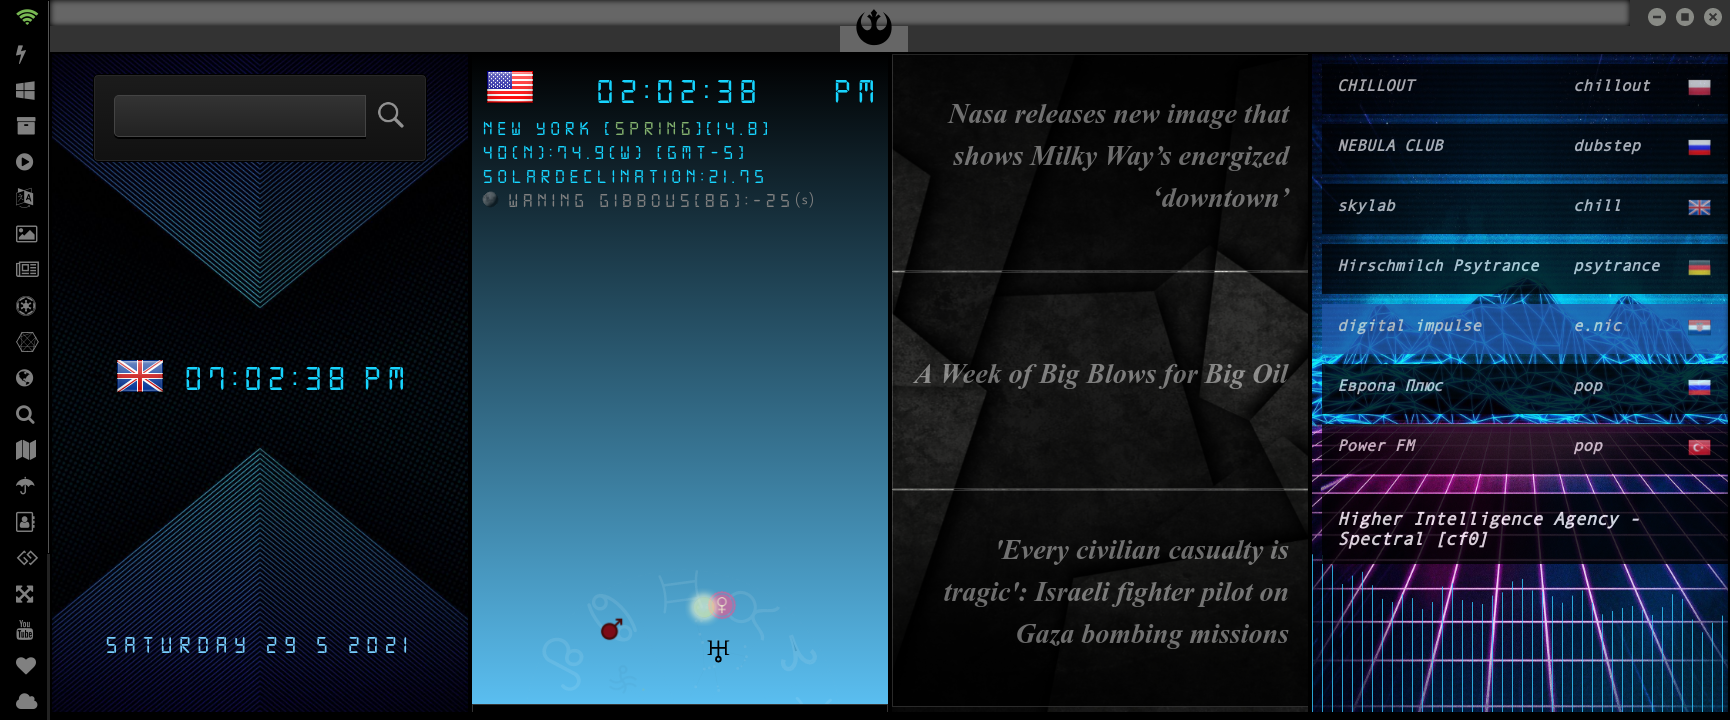 07:02:38 PM
SATURDAY 29 5 2021
02:02:38 PM
NEW YORK [SPRING][14.8]
40(N):74.9(W) [GMT-5]
SOLARDECLINATION:21.75
WANING GIBBOUS[86]:-25(s)
Nasa releases new image that
shows Milky Way’s energized
‘downtown’
A Week of Big Blows for Big Oil
'Every civilian casualty is
tragic': Israeli fighter pilot on
Gaza bombing missions
CHILLOUT chillout
NEBULA CLUB dubstep
skylab chill
Hirschmilch Psytrance psytrance
digital impulse e.nic
Европа Плюс pop
Power FM pop
Higher Intelligence Agency -
Spectral [cf0]
You
Tube